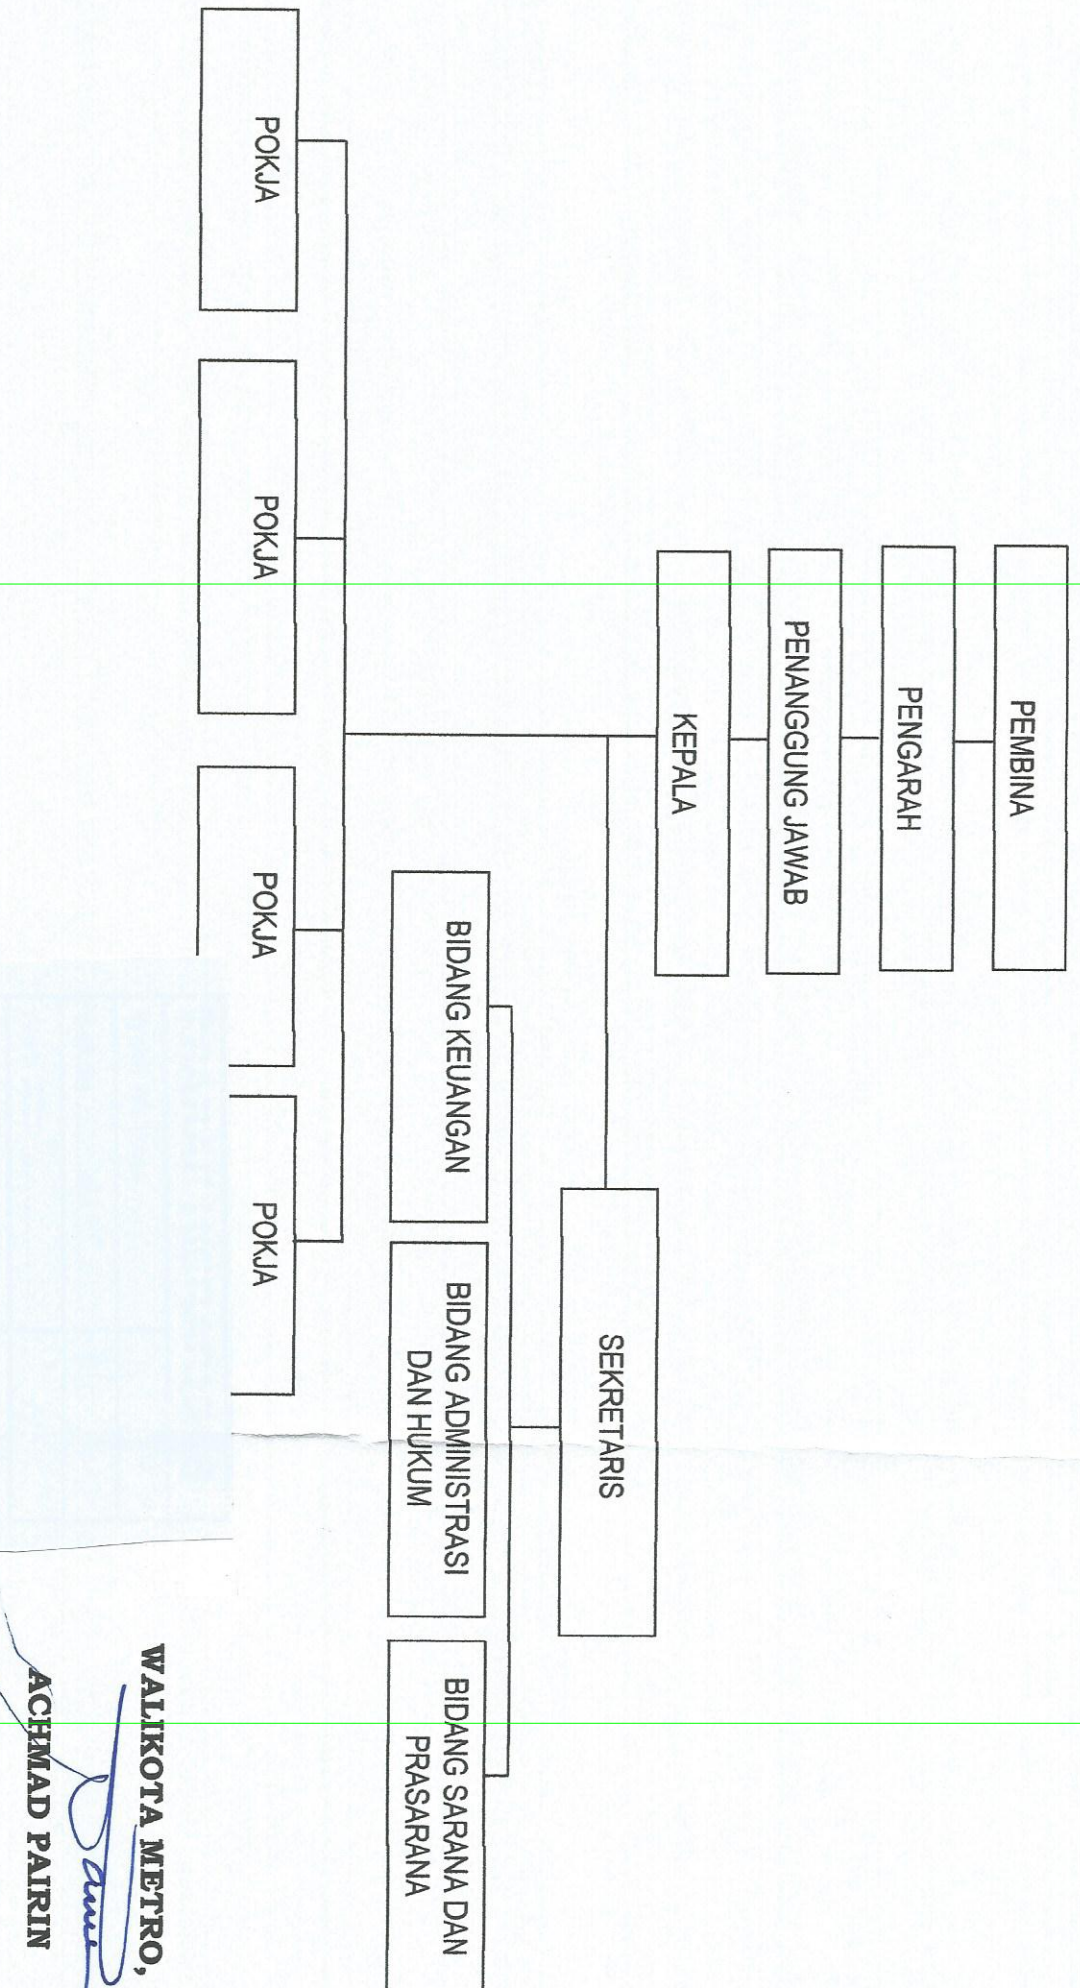 PEMBINA
PENGARAH
PENANGGUNG JAWAB
KEPALA
SEKRETARIS
BIDANG KEUANGAN
BIDANG ADMINISTRASI
DAN HUKUM
BIDANG SARANA DAN
PRASARANA
POKJA
POKJA
POKJA
POKJA
WALIKOTA METRO,
ACHMAD PAIRIN